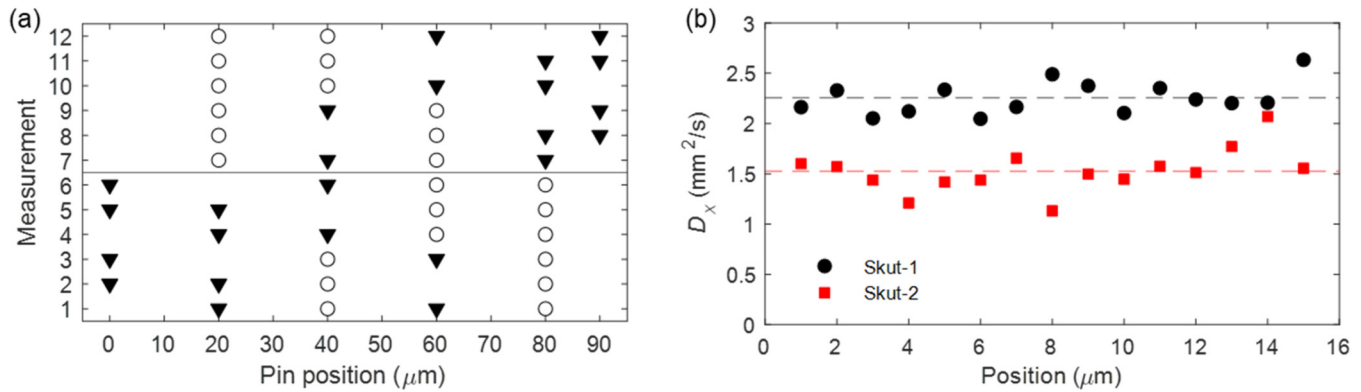 (a)
Measurement
12
11
10
9
8
7
6
5
4
3
2
1
0 10 20 30 40 50 60 70 80 90
Pin position (μm)
(b)
Dχ (mm²/s)
3
2.5
2
1.5
1
0.5
0
Skut-1
Skut-2
0 2 4 6 8 10 12 14 16
Position (μm)